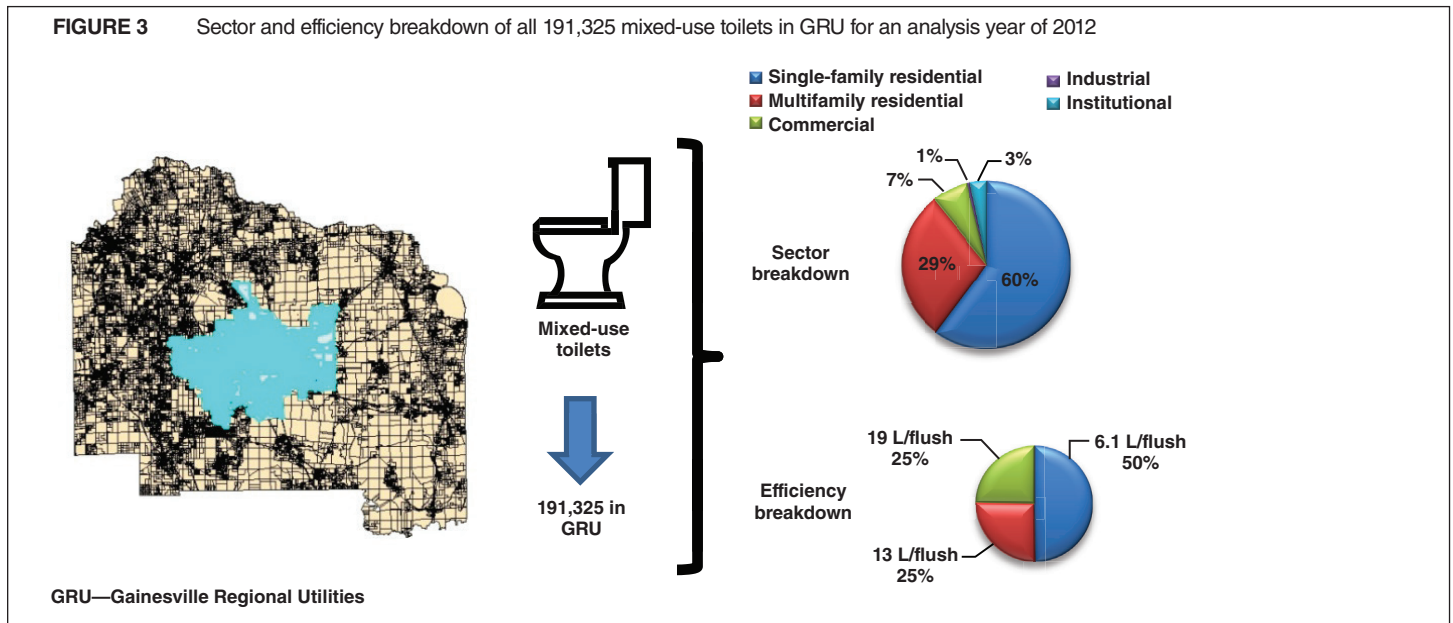 FIGURE 3 Sector and efficiency breakdown of all 191,325 mixed-use toilets in GRU for an analysis year of 2012
Single-family residential
Multifamily residential
Commercial
Industrial
Institutional
1%
3%
7%
29%
60%
Sector
breakdown
Mixed-use
toilets
191,325 in
GRU
19 L/flush
25%
6.1 L/flush
50%
Efficiency
breakdown
13 L/flush
25%
GRU—Gainesville Regional Utilities